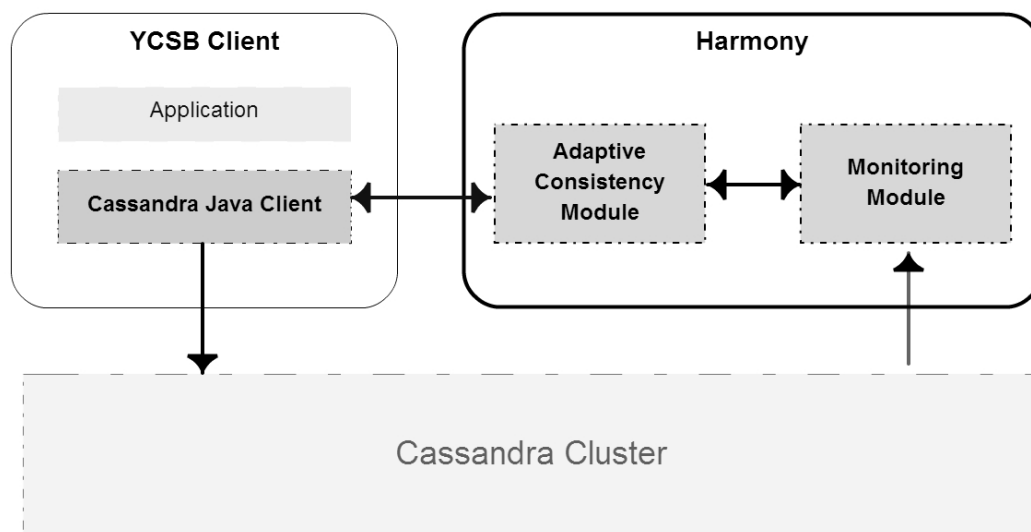 YCSB Client
Application
Cassandra Java Client
Harmony
Adaptive
Consistency
Module
Monitoring
Module
Cassandra Cluster